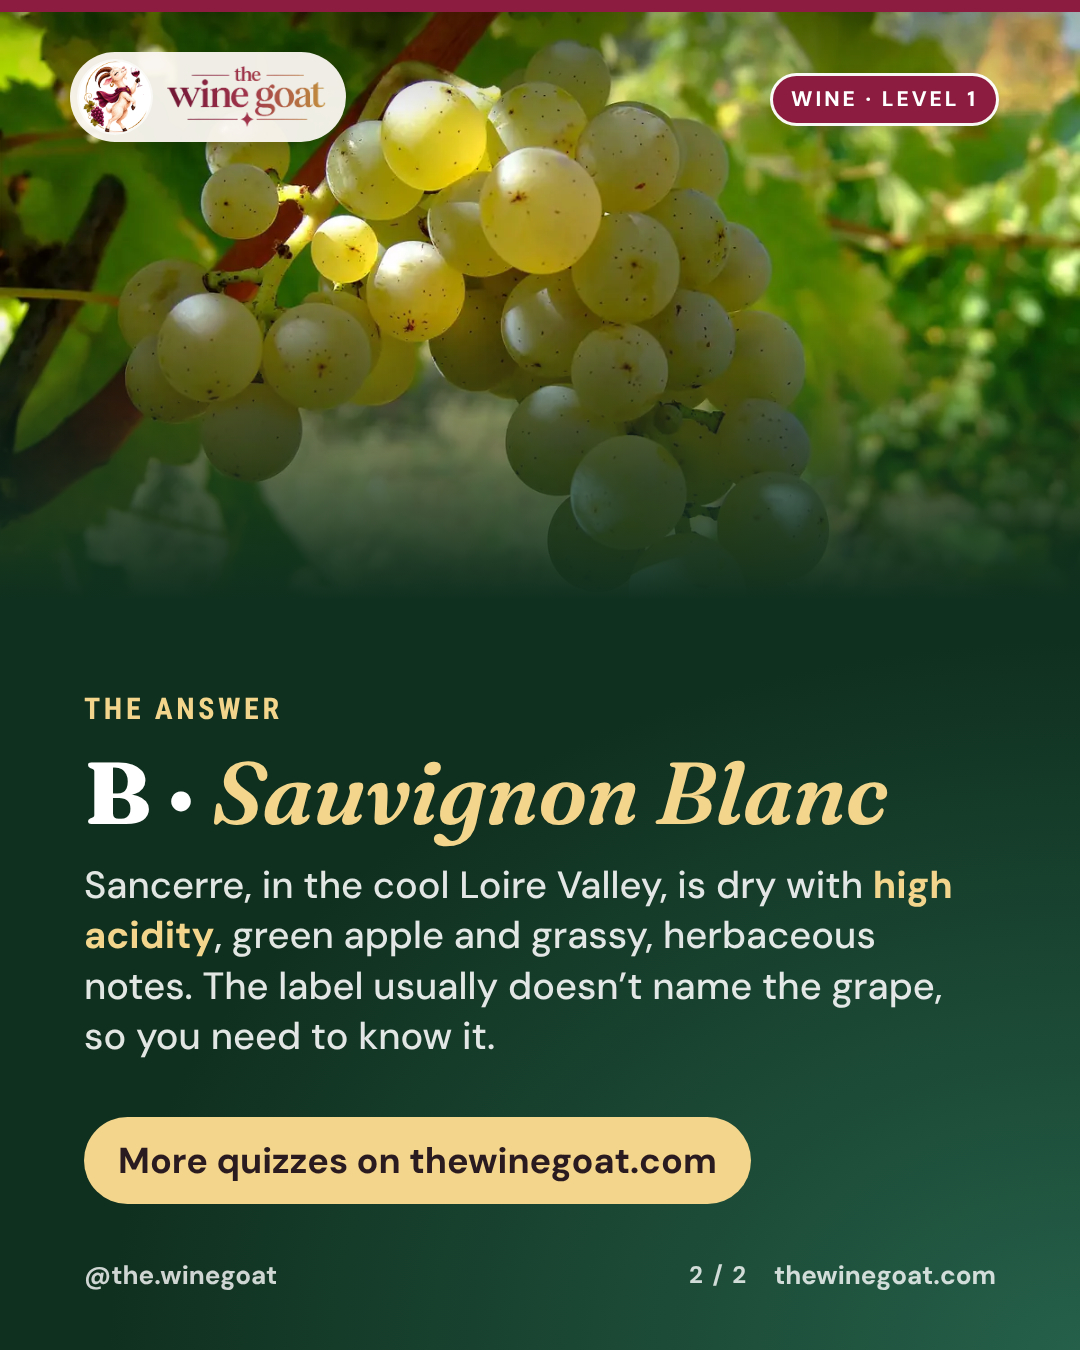 the
wine goat
WINE · LEVEL 1
THE ANSWER
B · Sauvignon Blanc
Sancerre, in the cool Loire Valley, is dry with high
acidity, green apple and grassy, herbaceous
notes. The label usually doesn’t name the grape,
so you need to know it.
More quizzes on thewinegoat.com
@the.winegoat
2 / 2 thewinegoat.com